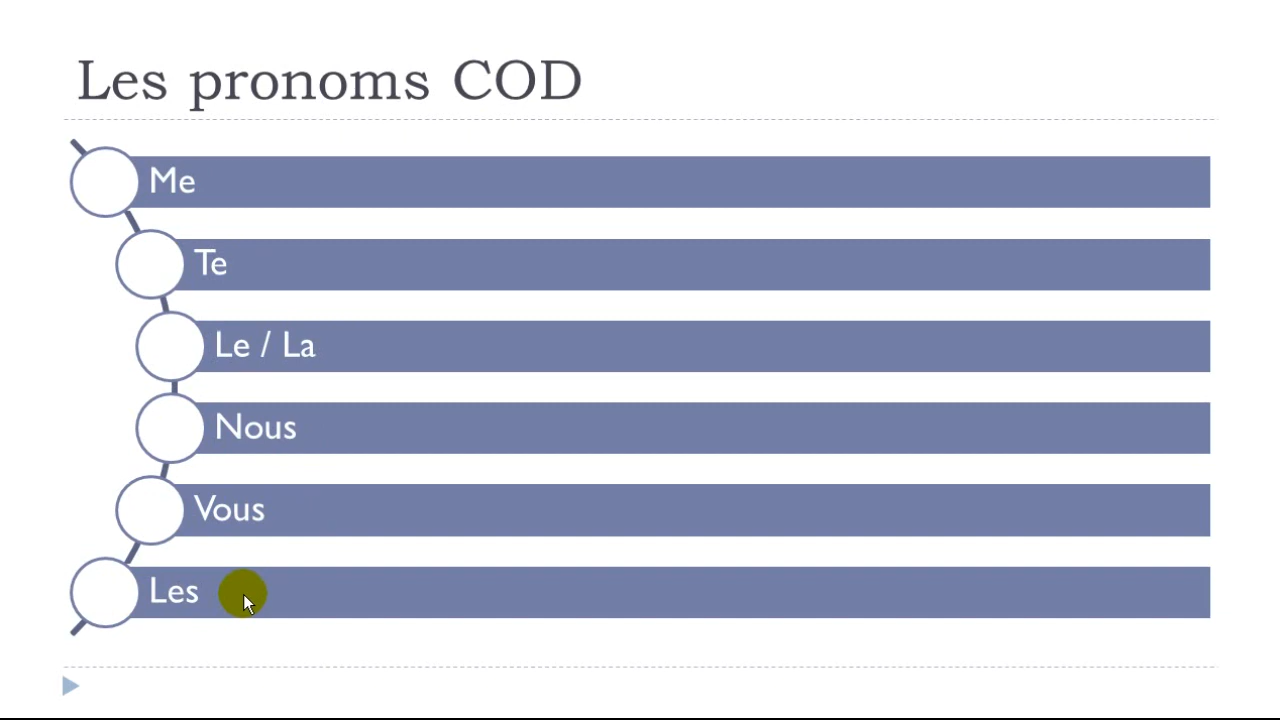 Les pronoms COD
Me
Te
Le / La
Nous
Vous
Les